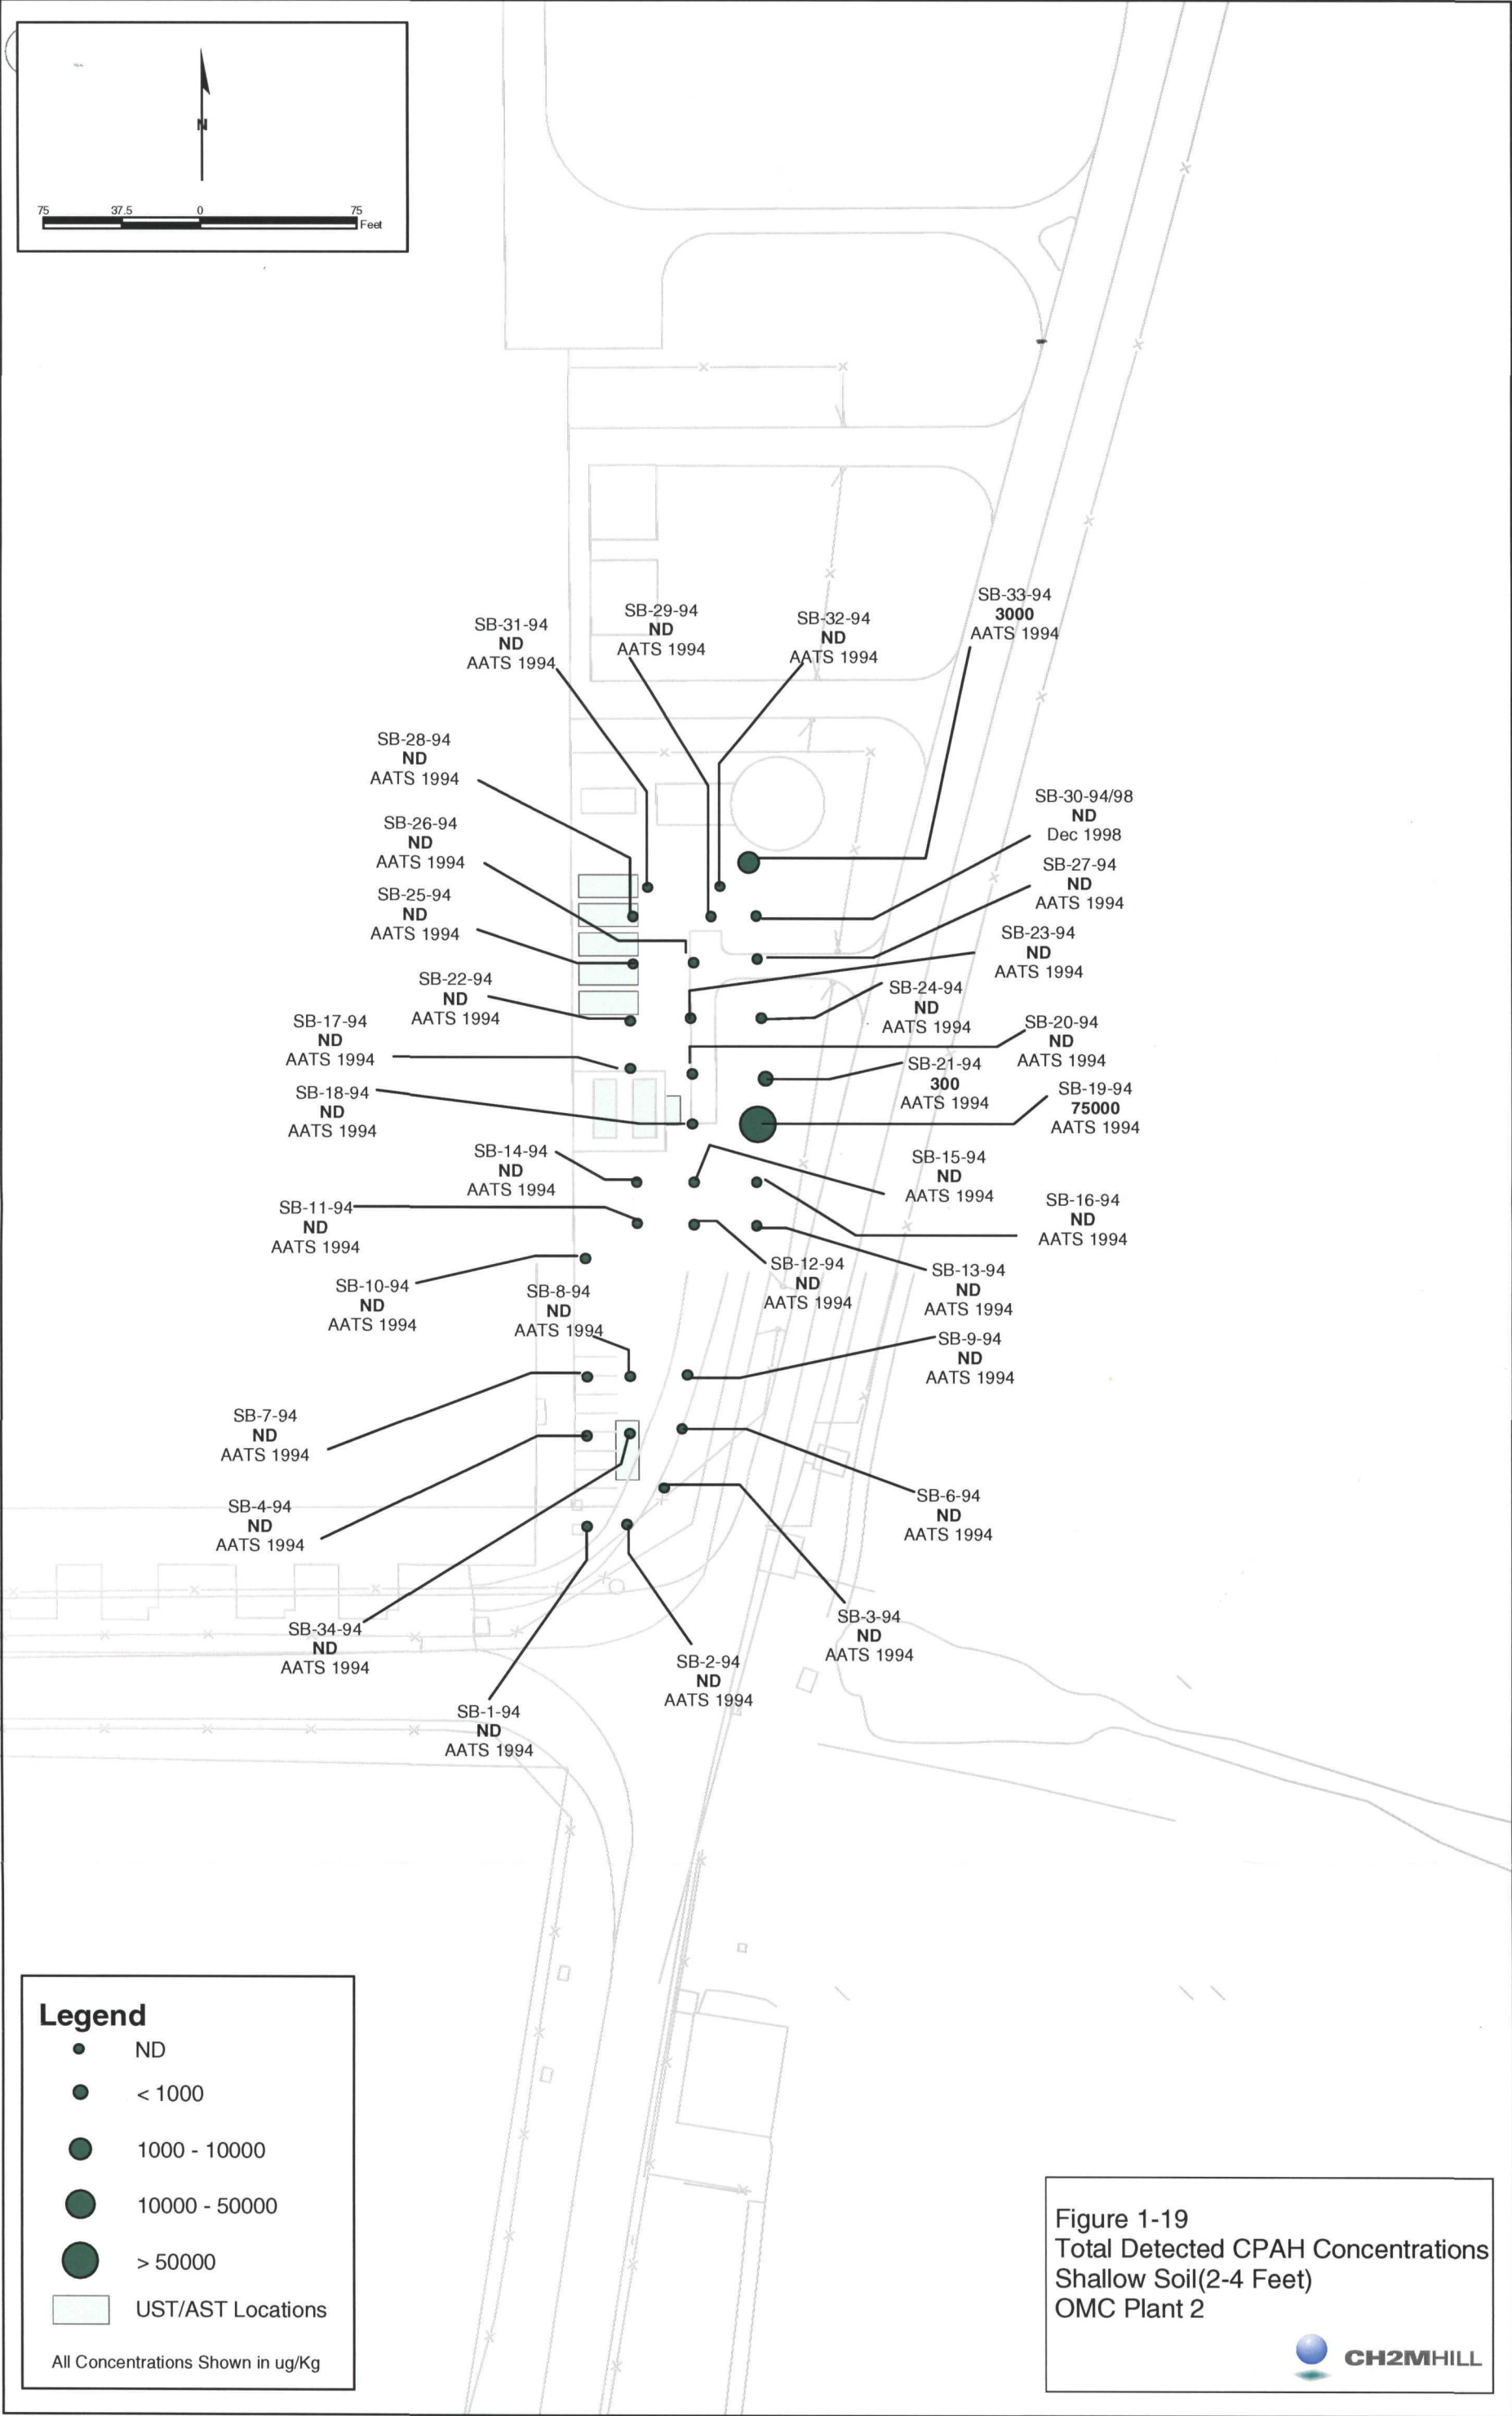 N
75 37.5 0 75
Feet
SB-33-94
3000
AATS 1994
SB-29-94
ND
AATS 1994
SB-32-94
ND
AATS 1994
SB-31-94
ND
AATS 1994
SB-28-94
ND
AATS 1994
SB-30-94/98
ND
Dec 1998
SB-26-94
ND
AATS 1994
SB-27-94
ND
AATS 1994
SB-25-94
ND
AATS 1994
SB-23-94
ND
AATS 1994
SB-22-94
ND
AATS 1994
SB-24-94
ND
AATS 1994
SB-17-94
ND
AATS 1994
SB-20-94
ND
AATS 1994
SB-21-94
300
AATS 1994
SB-18-94
ND
AATS 1994
SB-19-94
75000
AATS 1994
SB-14-94
ND
AATS 1994
SB-15-94
ND
AATS 1994
SB-11-94
ND
AATS 1994
SB-16-94
ND
AATS 1994
SB-12-94
ND
AATS 1994
SB-13-94
ND
AATS 1994
SB-10-94
ND
AATS 1994
SB-8-94
ND
AATS 1994
SB-9-94
ND
AATS 1994
SB-7-94
ND
AATS 1994
SB-6-94
ND
AATS 1994
SB-4-94
ND
AATS 1994
SB-3-94
ND
AATS 1994
SB-34-94
ND
AATS 1994
SB-2-94
ND
AATS 1994
SB-1-94
ND
AATS 1994
Legend
ND
< 1000
1000 - 10000
10000 - 50000
> 50000
UST/AST Locations
All Concentrations Shown in ug/Kg
Figure 1-19
Total Detected CPAH Concentrations
Shallow Soil(2-4 Feet)
OMC Plant 2
CH2MHILL